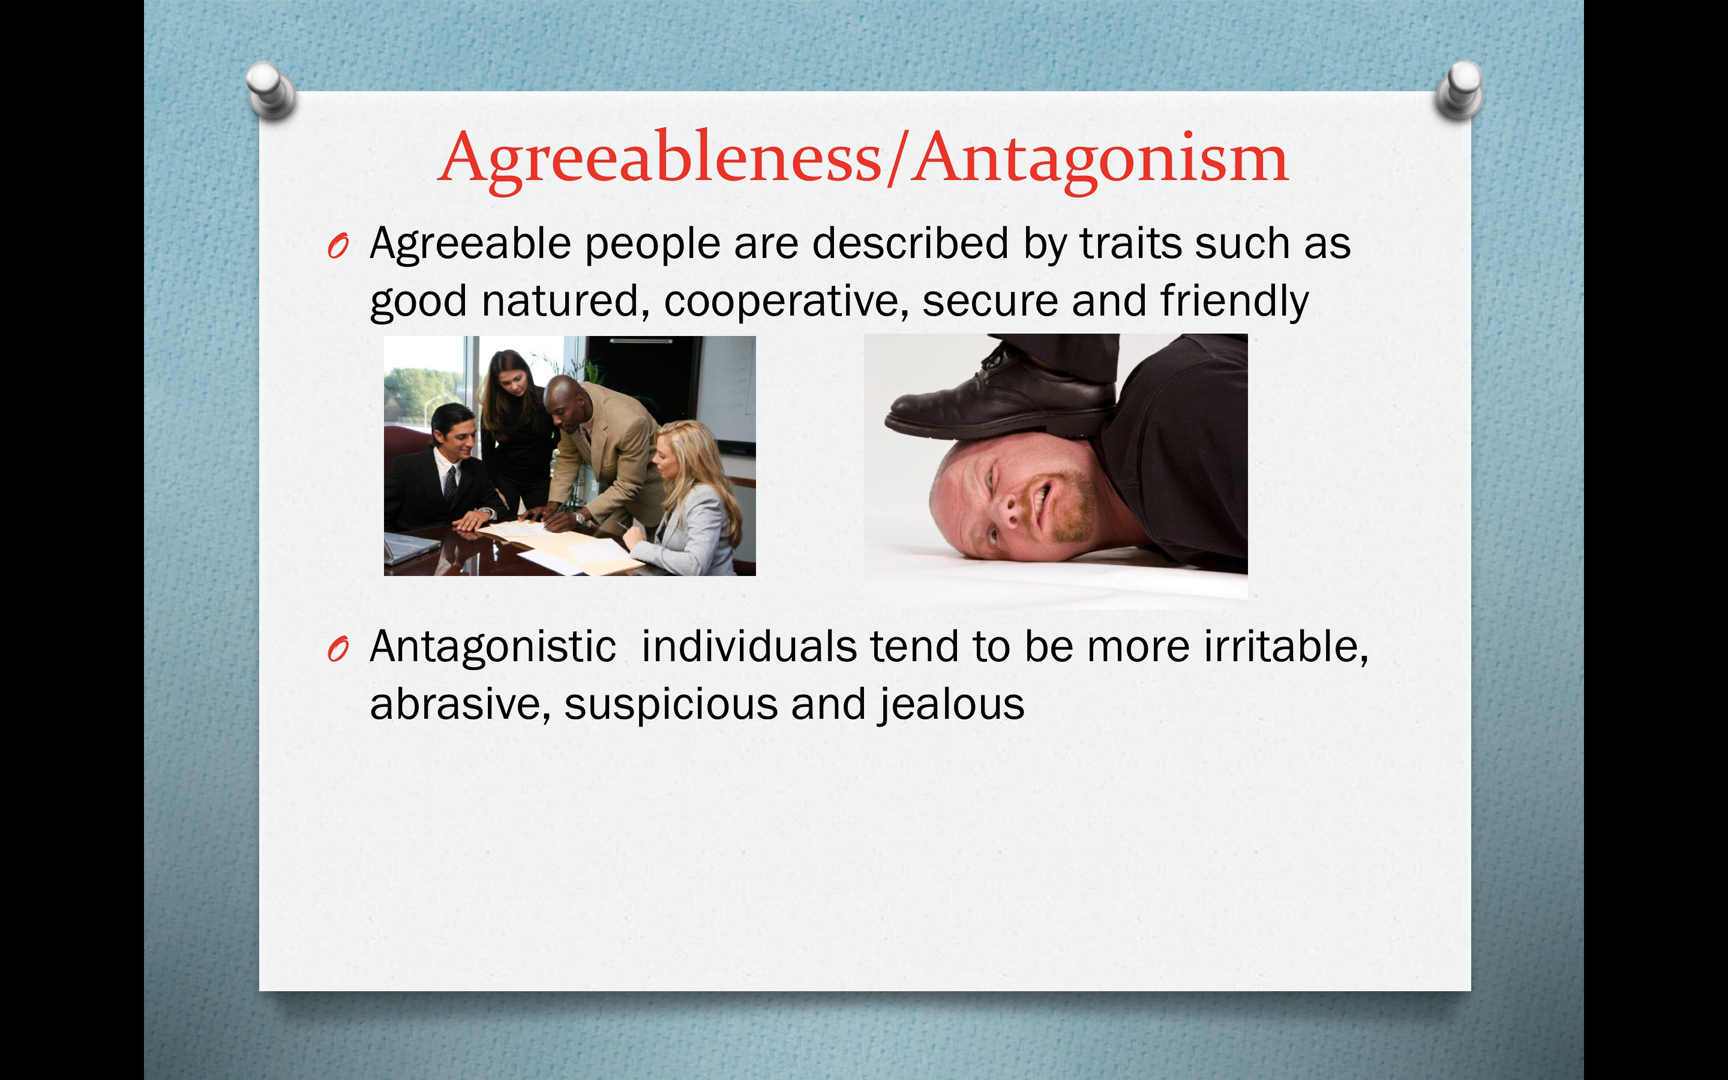 Agreeableness/Antagonism
Agreeable people are described by traits such as
good natured, cooperative, secure and friendly
Antagonistic  individuals tend to be more irritable,
abrasive, suspicious and jealous